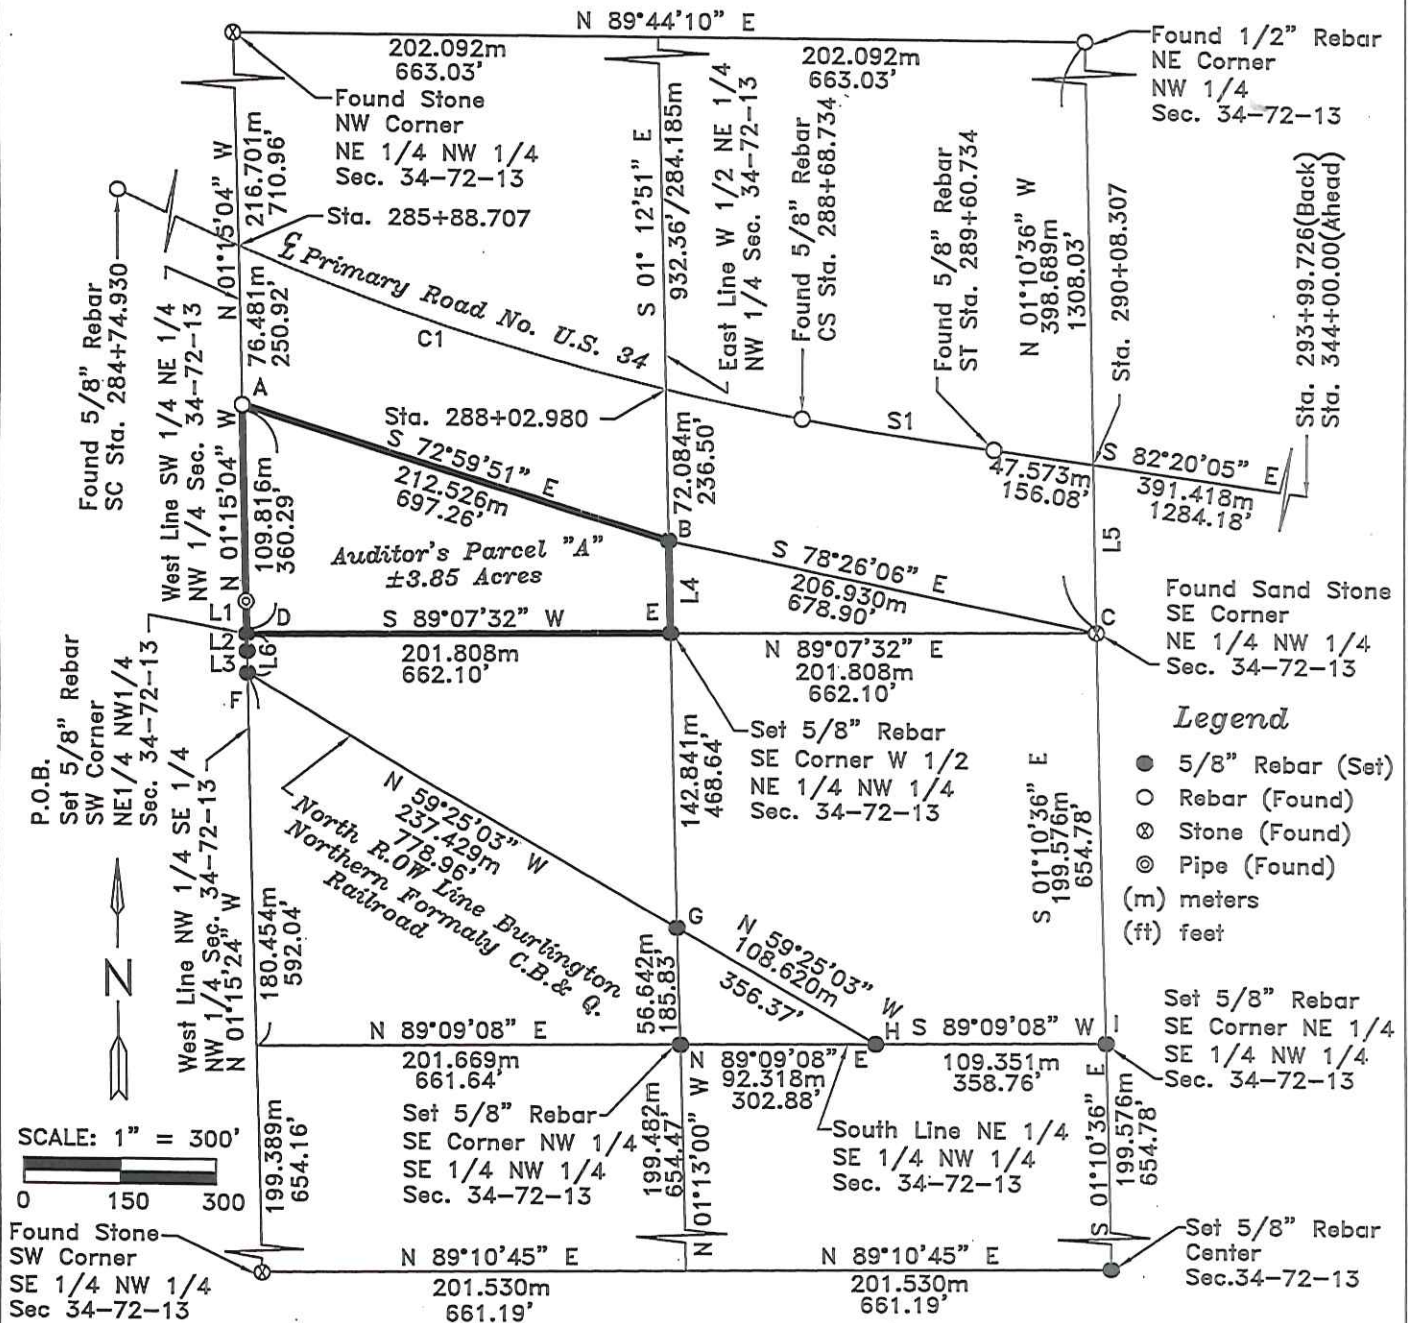 N 89°44'10" E
202.092m
663.03'
202.092m
663.03'
Found 1/2" Rebar
NE Corner
NW 1/4
Sec. 34-72-13
Found Stone
NW Corner
NE 1/4 NW 1/4
Sec. 34-72-13
N 01°15'04" W
216.701m
710.96'
S 01° 12'51" E
932.36'/284.185m
East Line W 1/2 NE 1/4
NW 1/4 Sec. 34-72-13
Found 5/8" Rebar
CS Sta. 288+68.734
Found 5/8" Rebar
ST Sta. 289+60.734
N 01°10'36" W
398.689m
1308.03'
Sta. 290+08.307
Sta. 293+99.726(Back)
Sta. 344+00.00(Ahead)
Sta. 285+88.707
℄ Primary Road No. U.S. 34
C1
Found 5/8" Rebar
SC Sta. 284+74.930
West Line SW 1/4 NE 1/4
NW 1/4 Sec. 34-72-13
76.481m
250.92'
A
Sta. 288+02.980
S1
S 72°59'51" E
212.526m
697.26'
72.084m
236.50'
47.573m
156.08'
S 82°20'05" E
391.418m
1284.18'
N 01°15'04" W
109.816m
360.29'
Auditor's Parcel "A"
±3.85 Acres
B
S 78°26'06" E
206.930m
678.90'
L4
L5
L1
D
S 89°07'32" W
201.808m
662.10'
E
N 89°07'32" E
201.808m
662.10'
C
Found Sand Stone
SE Corner
NE 1/4 NW 1/4
Sec. 34-72-13
L2
L3
L6
F
P.O.B.
Set 5/8" Rebar
SW Corner
NE1/4 NW1/4
Sec. 34-72-13
Set 5/8" Rebar
SE Corner W 1/2
NE 1/4 NW 1/4
Sec. 34-72-13
Legend
5/8" Rebar (Set)
Rebar (Found)
Stone (Found)
Pipe (Found)
(m) meters
(ft) feet
West Line NW 1/4 SE 1/4
NW 1/4 Sec. 34-72-13
N 01°15'24" W
180.454m
592.04'
N 59°25'03" W
237.429m
778.96'
North R.OW Line Burlington
Northern Formaly C.B.& Q.
Railroad
142.841m
468.64'
S 01°10'36" E
199.576m
654.78'
G
N 59°25'03" W
108.620m
356.37'
56.642m
185.83'
N
N 89°09'08" E
201.669m
661.64'
N 89°09'08" E
92.318m
302.88'
H
S 89°09'08" W
109.351m
358.76'
I
Set 5/8" Rebar
SE Corner NE 1/4
SE 1/4 NW 1/4
Sec. 34-72-13
Set 5/8" Rebar
SE Corner NW 1/4
SE 1/4 NW 1/4
Sec. 34-72-13
South Line NE 1/4
SE 1/4 NW 1/4
Sec. 34-72-13
SCALE: 1" = 300'
0 150 300
199.389m
654.16'
199.482m
654.47'
N 01°13'00" W
S 01°10'36" E
199.576m
654.78'
Found Stone
SW Corner
SE 1/4 NW 1/4
Sec 34-72-13
N 89°10'45" E
201.530m
661.19'
N 89°10'45" E
201.530m
661.19'
Set 5/8" Rebar
Center
Sec.34-72-13